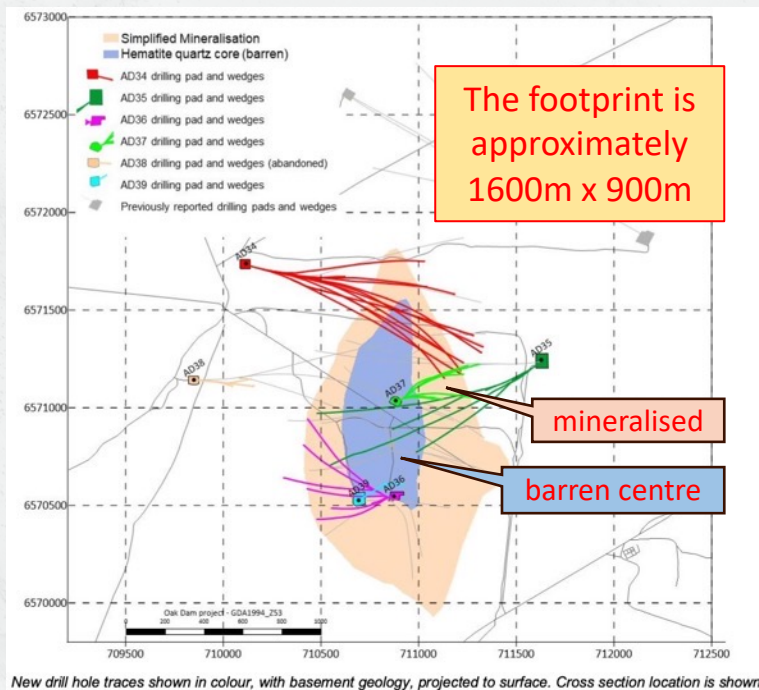 6573000
Simplified Mineralisation
Hematite quartz core (barren)
AD34 drilling pad and wedges
AD35 drilling pad and wedges
AD36 drilling pad and wedges
AD37 drilling pad and wedges
AD38 drilling pad and wedges (abandoned)
AD39 drilling pad and wedges
Previously reported drilling pads and wedges
The footprint is
approximately
1600m x 900m
6572500
6572000
AD34
6571500
AD35
AD38
AD37
6571000
mineralised
barren centre
AD39
AD36
6570500
6570000
Oak Dam project - GDA1994_Z53
0 200 400 600 800 1000
709500 710000 710500 711000 711500 712000 712500
New drill hole traces shown in colour, with basement geology, projected to surface. Cross section location is shown